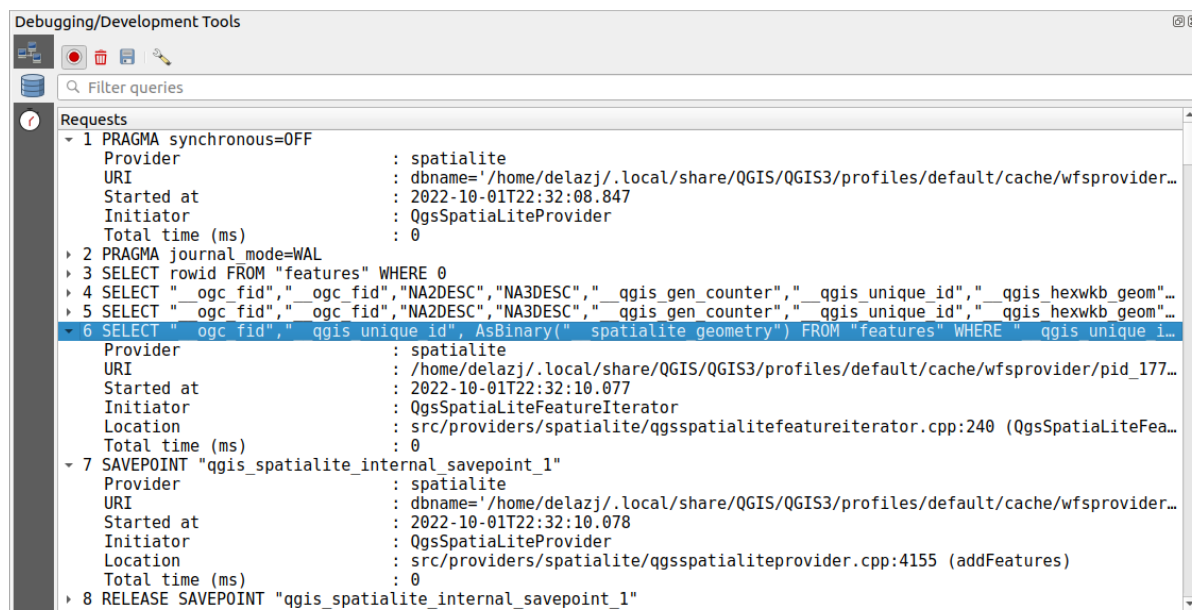 Debugging/Development Tools
Filter queries
Requests
1 PRAGMA synchronous=OFF
Provider : spatialite
URI : dbname='/home/delazj/.local/share/QGIS/QGIS3/profiles/default/cache/wfsprovider…
Started at : 2022-10-01T22:32:08.847
Initiator : QgsSpatiaLiteProvider
Total time (ms) : 0
2 PRAGMA journal_mode=WAL
3 SELECT rowid FROM "features" WHERE 0
4 SELECT "__ogc_fid","__ogc_fid","NA2DESC","NA3DESC","__qgis_gen_counter","__qgis_unique_id","__qgis_hexwkb_geom"…
5 SELECT "__ogc_fid","__ogc_fid","NA2DESC","NA3DESC","__qgis_gen_counter","__qgis_unique_id","__qgis_hexwkb_geom"…
6 SELECT "__ogc_fid","__qgis_unique_id", AsBinary("__spatialite_geometry") FROM "features" WHERE "__qgis_unique_i…
Provider : spatialite
URI : /home/delazj/.local/share/QGIS/QGIS3/profiles/default/cache/wfsprovider/pid_177…
Started at : 2022-10-01T22:32:10.077
Initiator : QgsSpatiaLiteFeatureIterator
Location : src/providers/spatialite/qgsspatialitefeatureiterator.cpp:240 (QgsSpatiaLiteFea…
Total time (ms) : 0
7 SAVEPOINT "qgis_spatialite_internal_savepoint_1"
Provider : spatialite
URI : dbname='/home/delazj/.local/share/QGIS/QGIS3/profiles/default/cache/wfsprovider…
Started at : 2022-10-01T22:32:10.078
Initiator : QgsSpatiaLiteProvider
Location : src/providers/spatialite/qgsspatialiteprovider.cpp:4155 (addFeatures)
Total time (ms) : 0
8 RELEASE SAVEPOINT "qgis_spatialite_internal_savepoint_1"